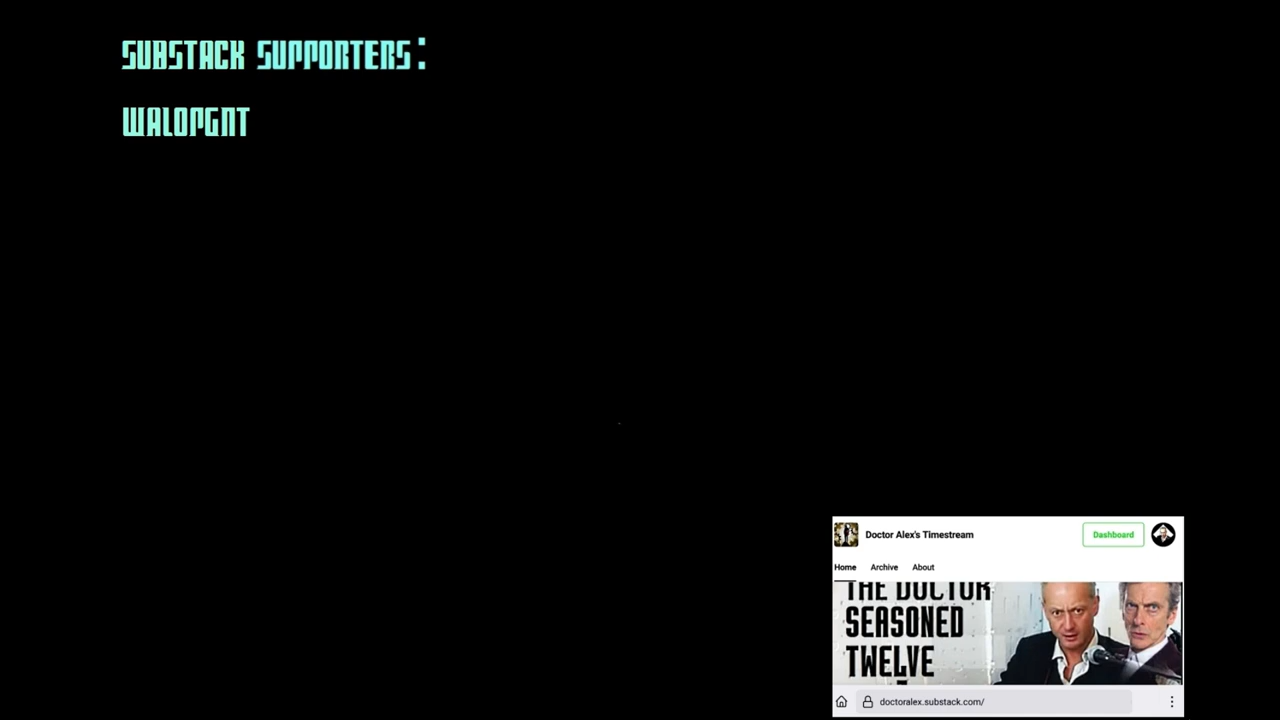 SUBSTACK SUPPORTERS:
WALOPGNT
Doctor Alex's Timestream
Dashboard
Home Archive About
THE DOCTOR
SEASONED
TWELVE
doctoralex.substack.com/